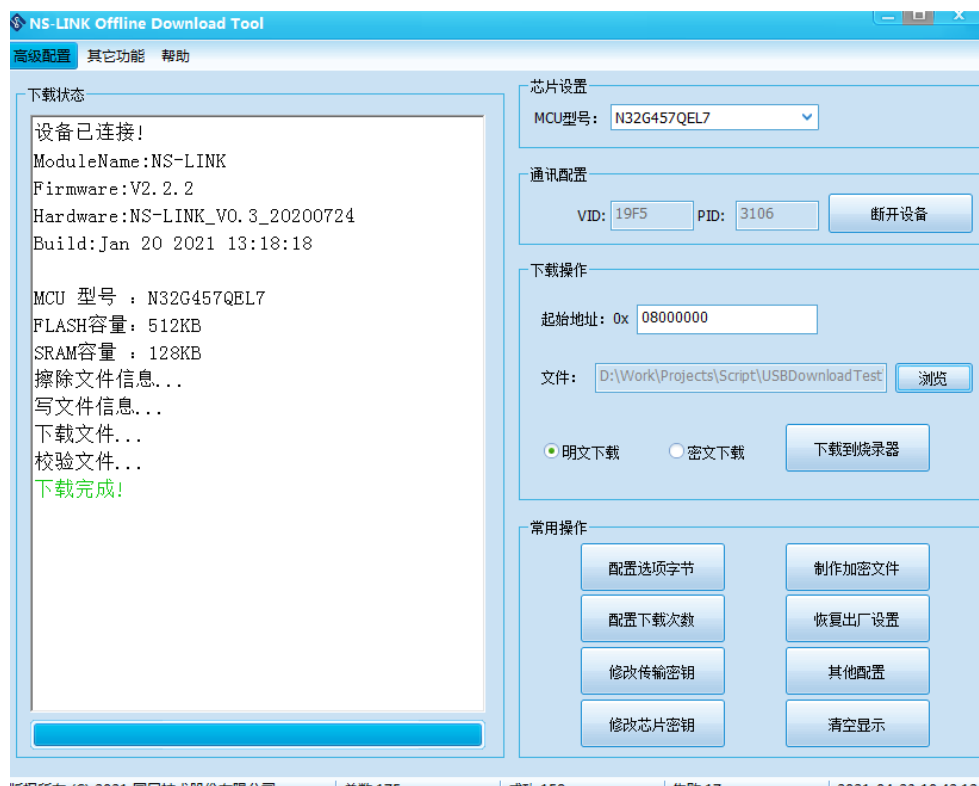 NS-LINK Offline Download Tool
高级配置 其它功能 帮助
下载状态
设备已连接!
ModuleName:NS-LINK
Firmware:V2.2.2
Hardware:NS-LINK_V0.3_20200724
Build:Jan 20 2021 13:18:18
MCU 型号 : N32G457QEL7
FLASH容量: 512KB
SRAM容量 : 128KB
擦除文件信息...
写文件信息...
下载文件...
校验文件...
下载完成!
芯片设置
MCU型号: N32G457QEL7
通讯配置
VID: 19F5 PID: 3106 断开设备
下载操作
起始地址: 0x 08000000
文件: D:\Work\Projects\Script\USBDownloadTest 浏览
明文下载 密文下载 下载到烧录器
常用操作
配置选项字节 制作加密文件
配置下载次数 恢复出厂设置
修改传输密钥 其他配置
修改芯片密钥 清空显示